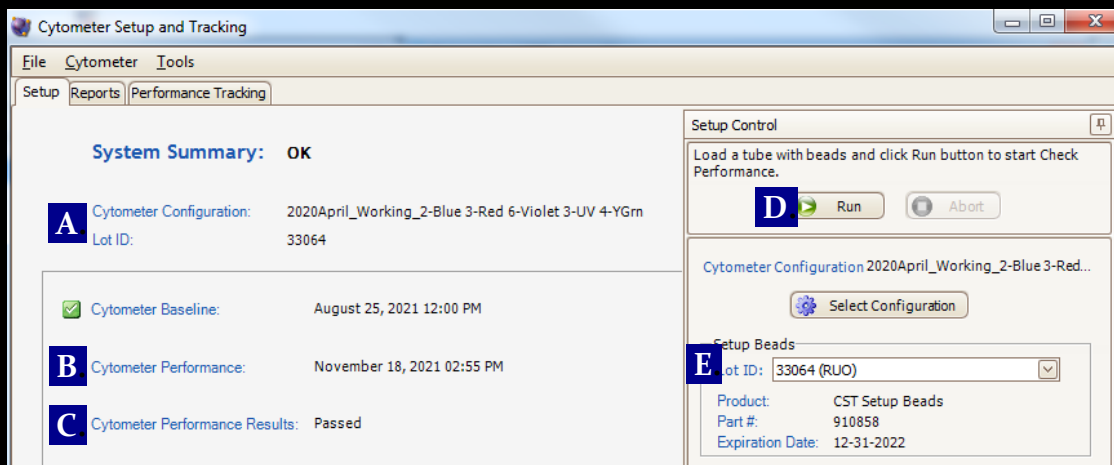 Cytometer Setup and Tracking
File Cytometer Tools
Setup Reports Performance Tracking
System Summary: OK
A.
Cytometer Configuration: 2020April_Working_2-Blue 3-Red 6-Violet 3-UV 4-YGrn
Lot ID: 33064
Cytometer Baseline: August 25, 2021 12:00 PM
B. Cytometer Performance: November 18, 2021 02:55 PM
C. Cytometer Performance Results: Passed
Setup Control
Load a tube with beads and click Run button to start Check
Performance.
D. Run Abort
Cytometer Configuration 2020April_Working_2-Blue 3-Red...
Select Configuration
Setup Beads
E. Lot ID: 33064 (RUO)
Product: CST Setup Beads
Part #: 910858
Expiration Date: 12-31-2022